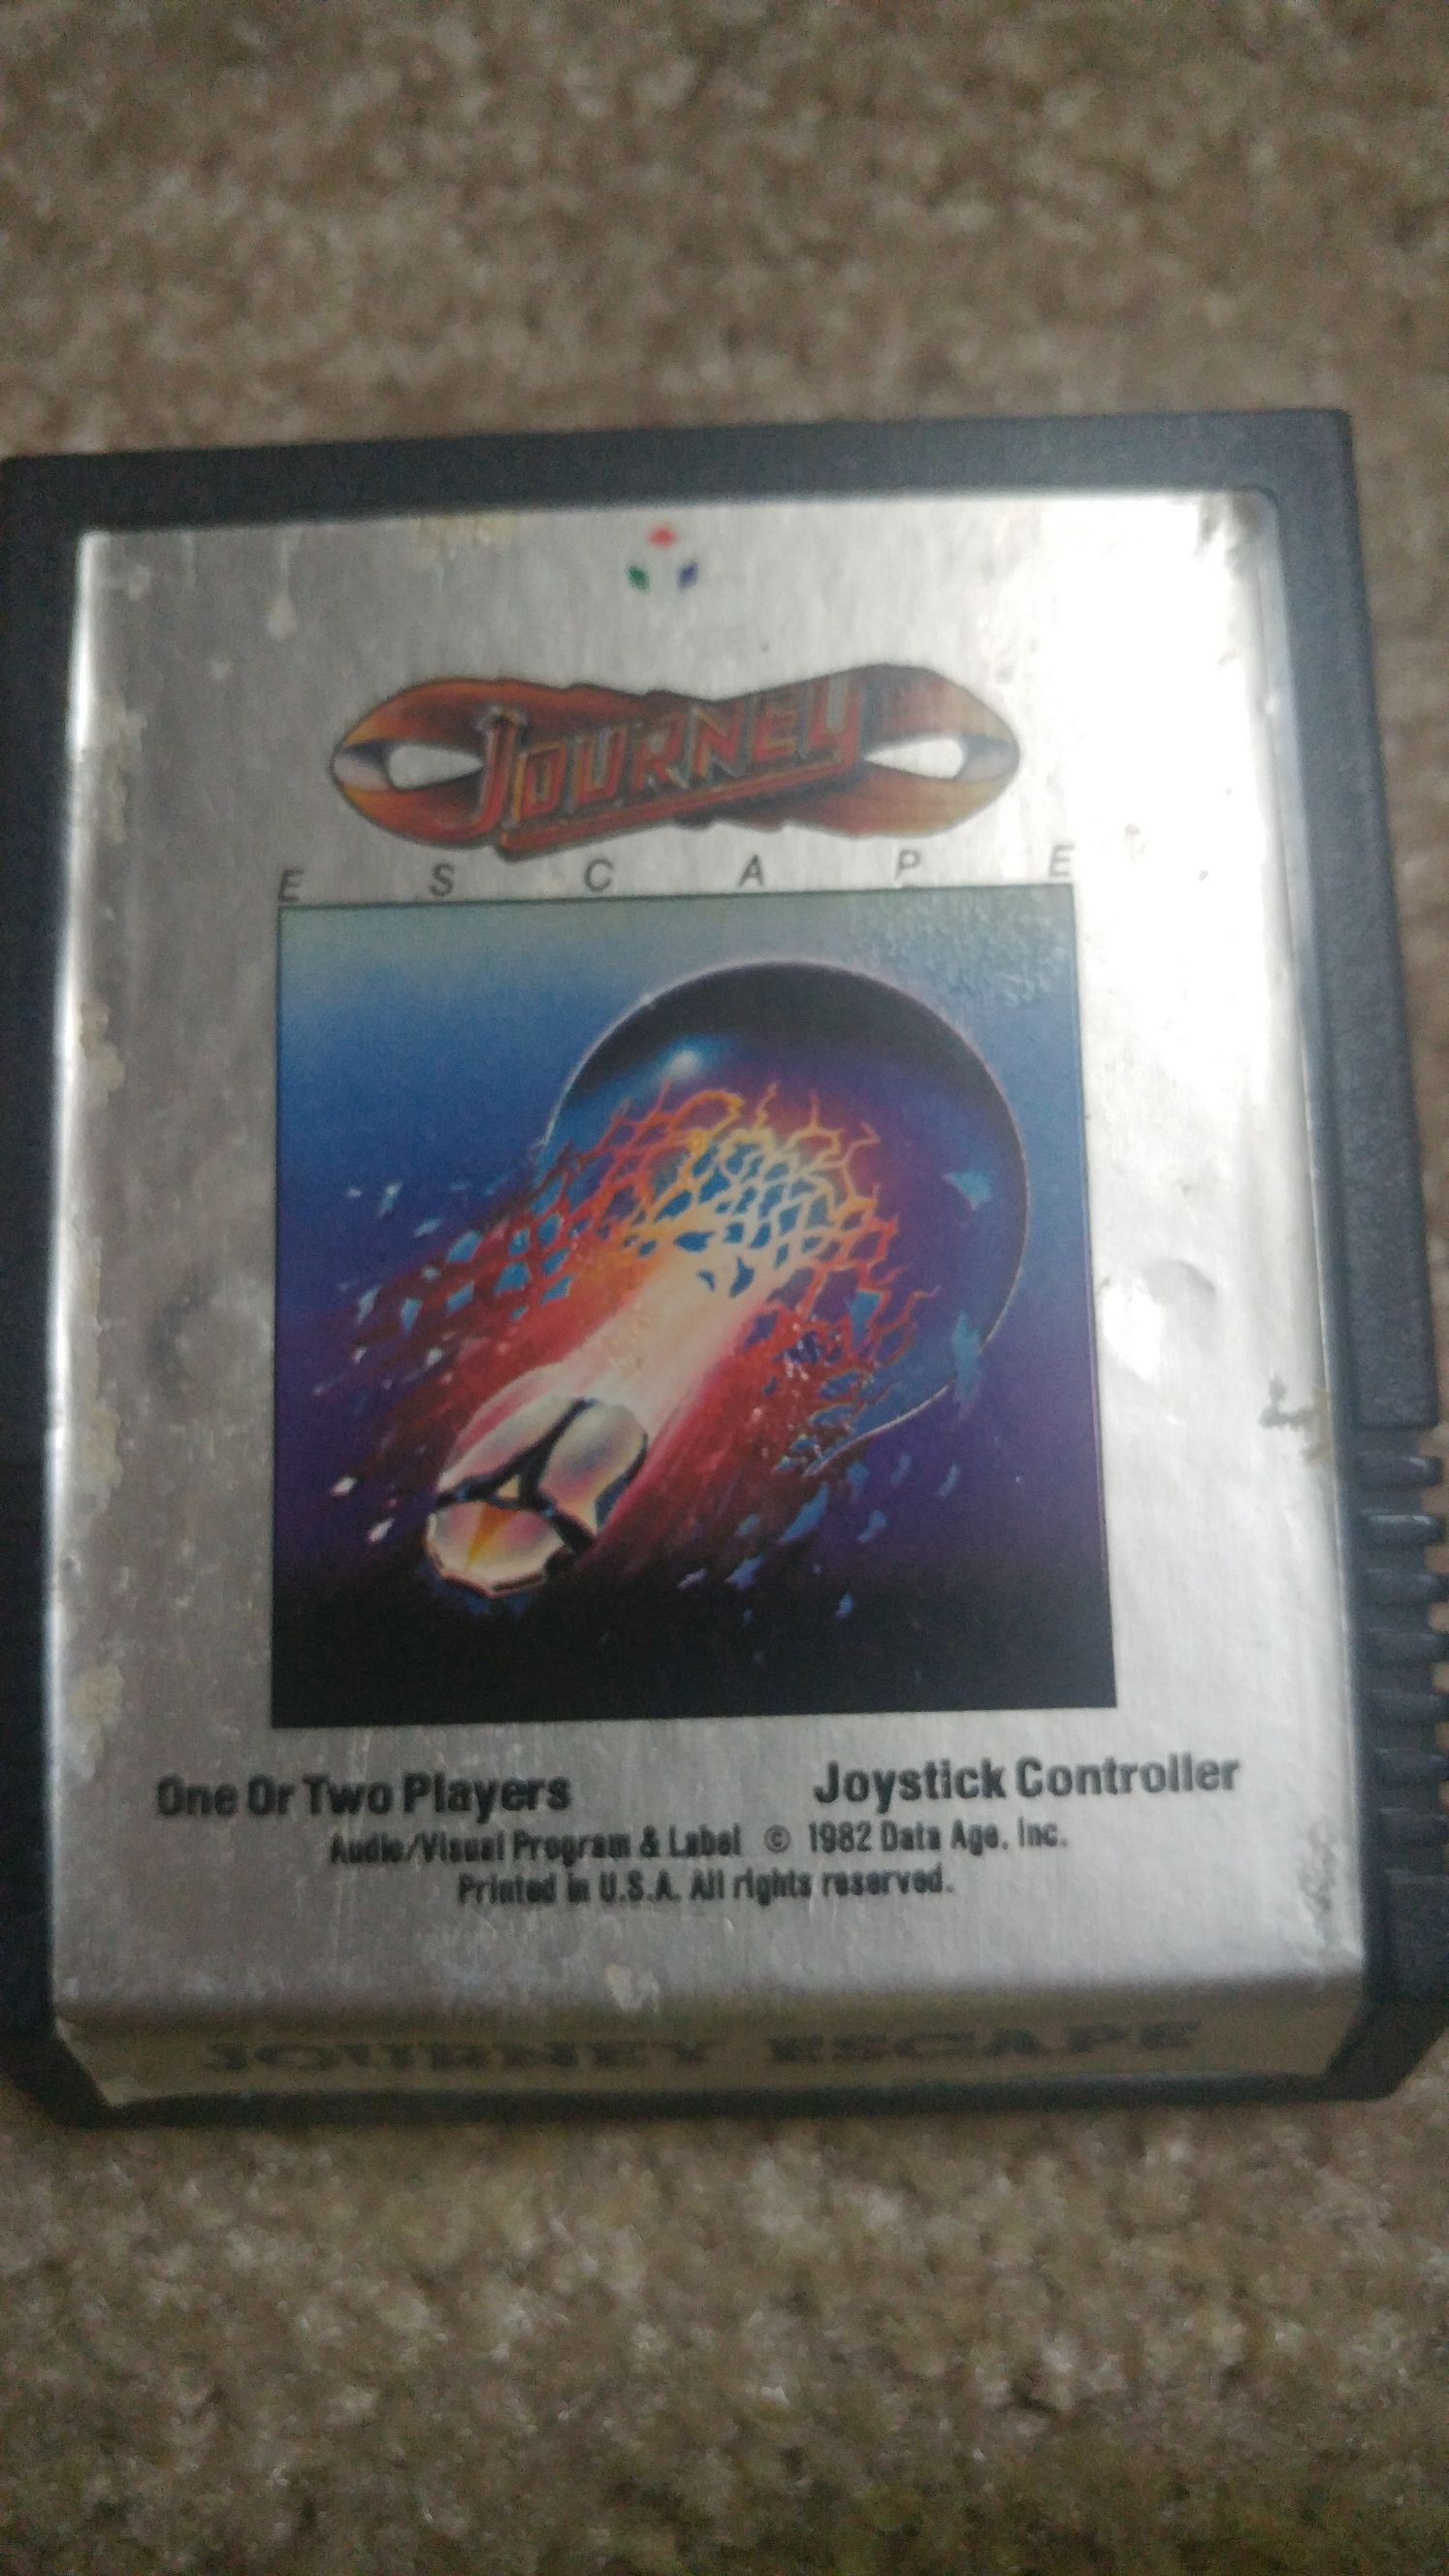 JOURNEY
ESCAPE
One Or Two Players Joystick Controller
Audio/Visual Program & Label © 1982 Data Age, Inc.
Printed in U.S.A. All rights reserved.
JOURNEY ESCAPE